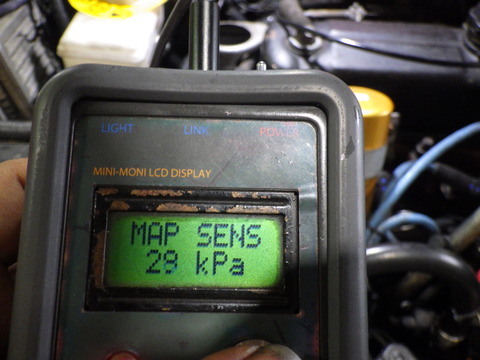 LIGHT LINK POWER
MINI-MONI LCD DISPLAY
MAP SENS
29 kPa